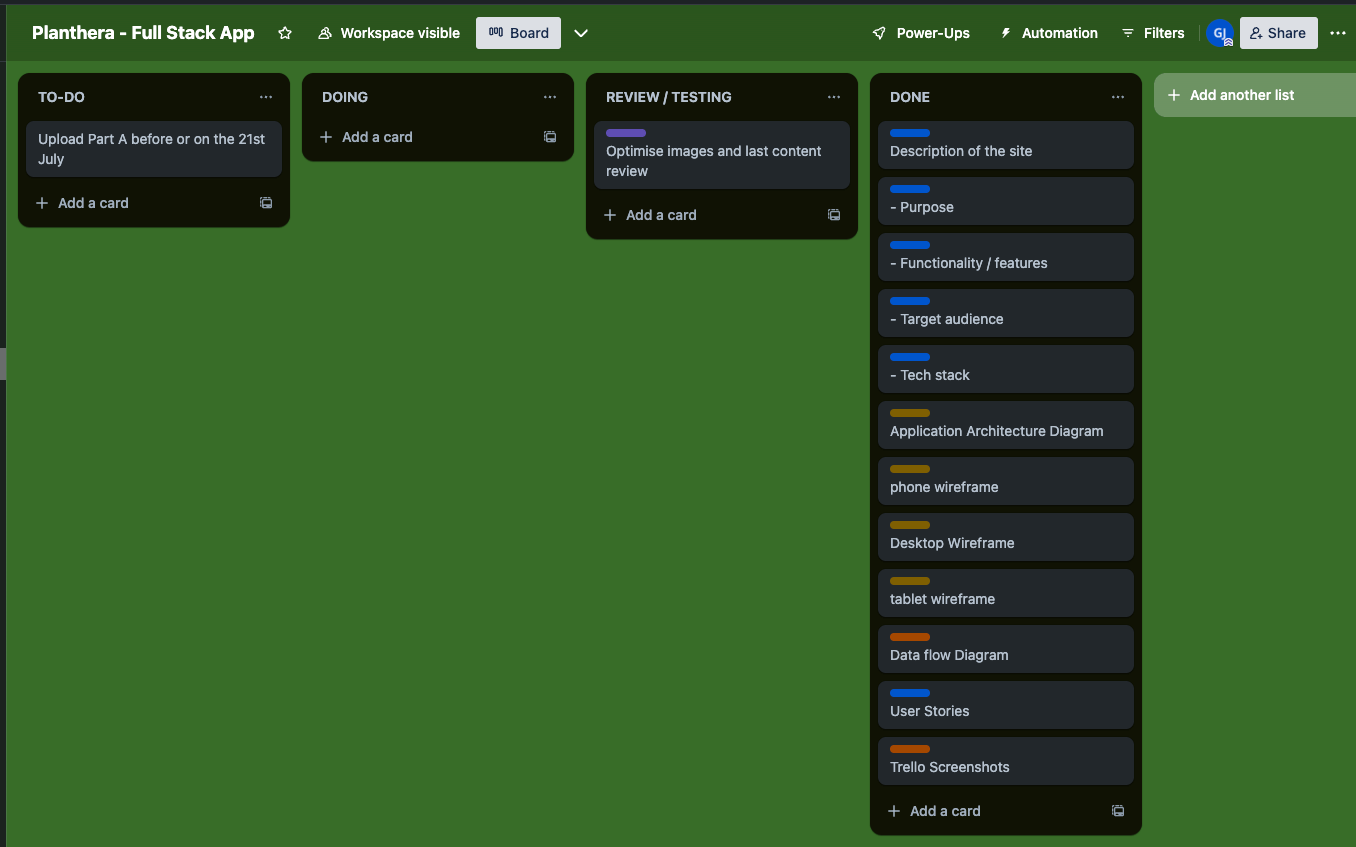 Planthera - Full Stack App
Workspace visible
Board
Power-Ups
Automation
Filters
GJ
Share
TO-DO
Upload Part A before or on the 21st
July
Add a card
DOING
Add a card
REVIEW / TESTING
Optimise images and last content
review
Add a card
DONE
Description of the site
- Purpose
- Functionality / features
- Target audience
- Tech stack
Application Architecture Diagram
phone wireframe
Desktop Wireframe
tablet wireframe
Data flow Diagram
User Stories
Trello Screenshots
Add a card
Add another list